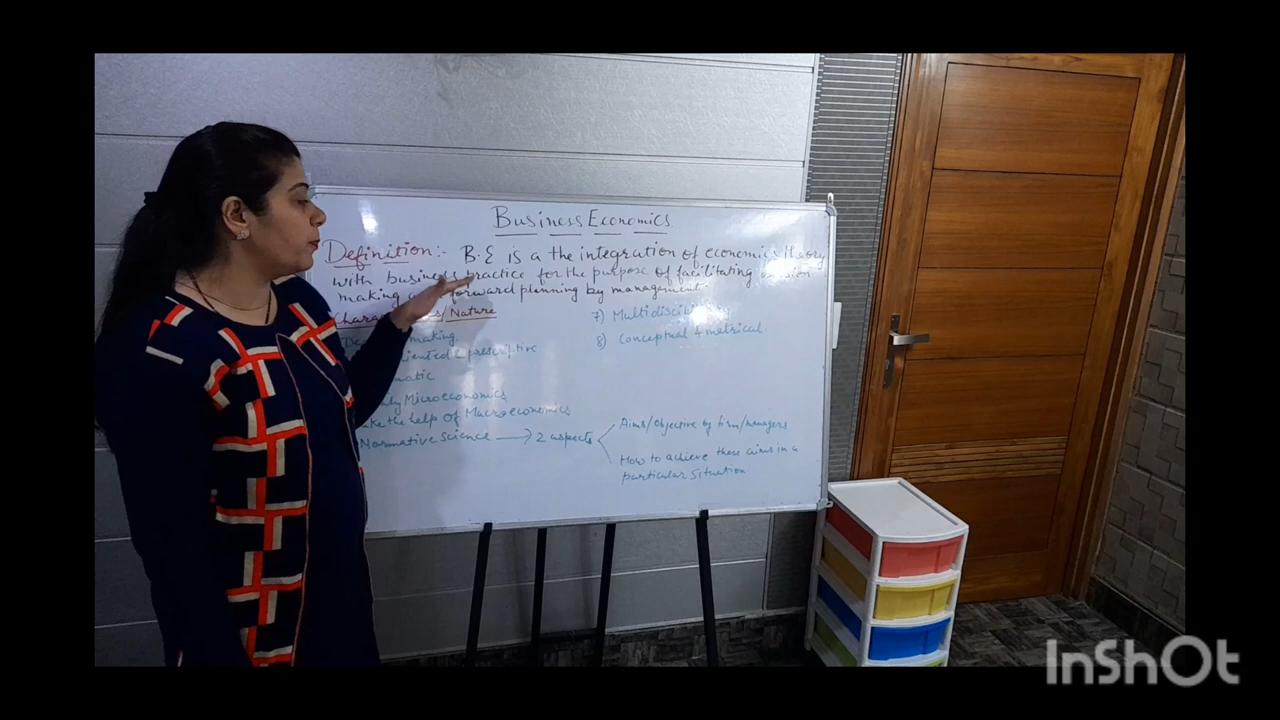 Business Economics
Definition:- B.E is a the integration of economics theory
with business practice for the purpose of facilitating
making forward planning by management.
/Nature
7)
making
prescriptive
8) Conceptual & metrical.
Microeconomics
the help of Macroeconomics
Normative Science → 2 aspects
Aims/objective by firm/managers
How to achieve these aims in a
particular situation
InShOt